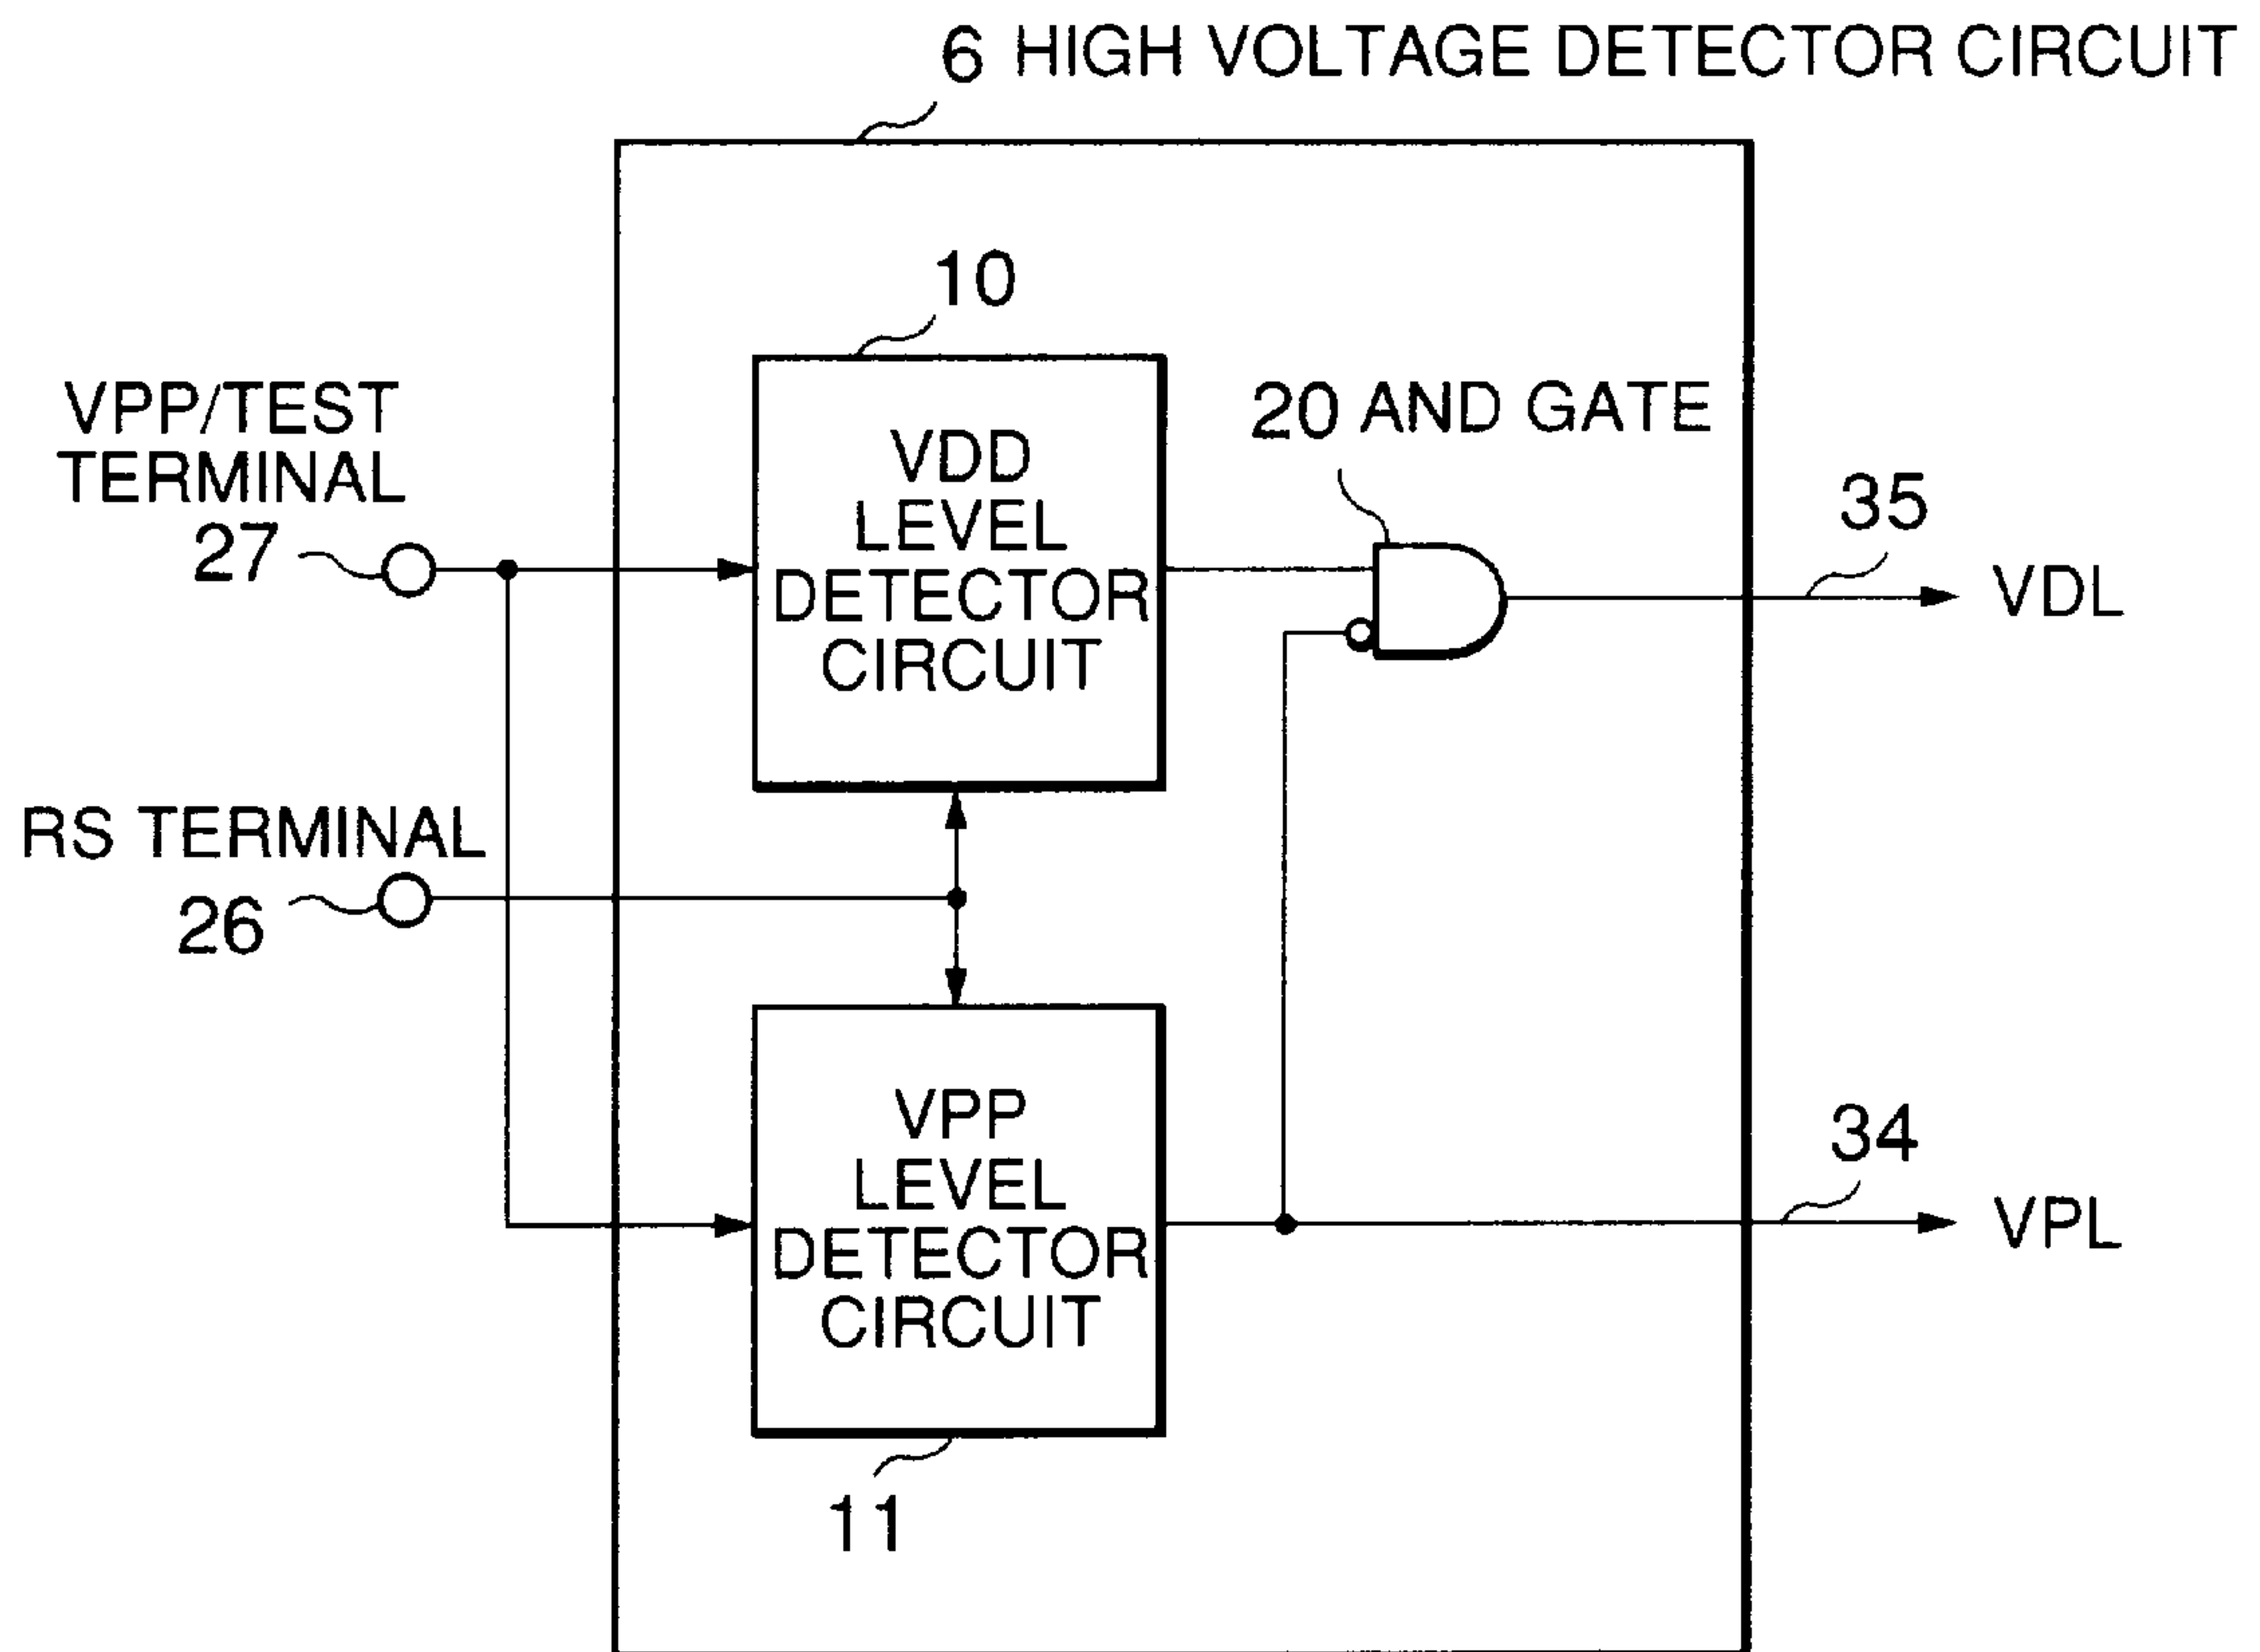 6 HIGH VOLTAGE DETECTOR CIRCUIT
10
VPP/TEST
TERMINAL
27
VDD
LEVEL
DETECTOR
CIRCUIT
20 AND GATE
35
VDL
RS TERMINAL
26
VPP
LEVEL
DETECTOR
CIRCUIT
34
VPL
11